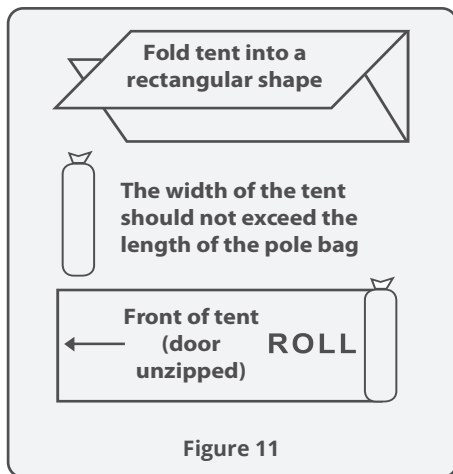 Fold tent into a
rectangular shape
The width of the tent
should not exceed the
length of the pole bag
Front of tent
(door
unzipped)
ROLL
Figure 11